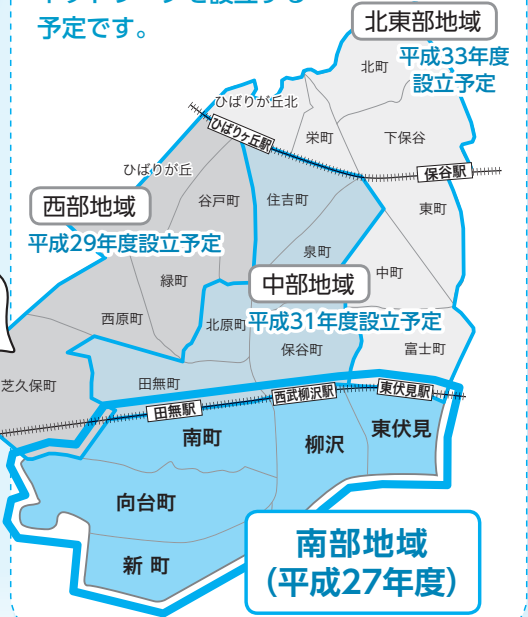 予定です。
北東部地域
平成33年度
設立予定
北町
ひばりが丘北
ひばりヶ丘駅
栄町
下保谷
保谷駅
ひばりが丘
谷戸町
住吉町
東町
西部地域
平成29年度設立予定
泉町
緑町
中部地域
中町
平成31年度設立予定
西原町
北原町
保谷町
富士町
芝久保町
田無町
田無駅
西武柳沢駅
東伏見駅
南町
柳沢
東伏見
向台町
新町
南部地域
(平成27年度)